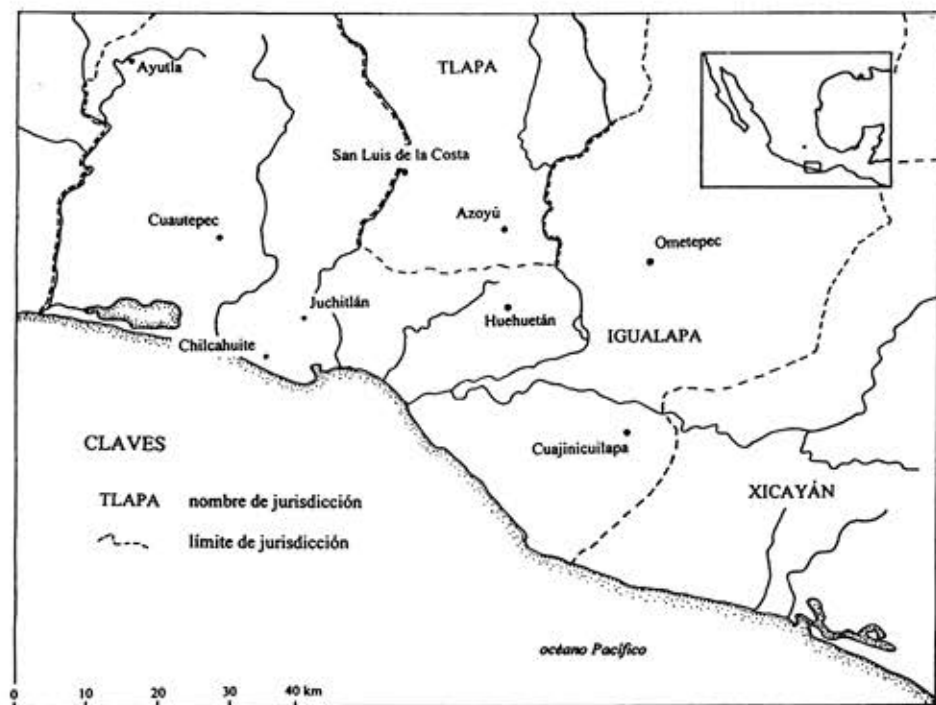 Ayutla
TLAPA
San Luis de la Costa
Cuautepec
Azoyú
Ometepec
Juchitlán
Huehuetán
IGUALAPA
Chilcahuite
CLAVES
Cuajinicuilapa
TLAPA nombre de jurisdicción
XICAYÁN
límite de jurisdicción
océano Pacífico
0 10 20 30 40 km